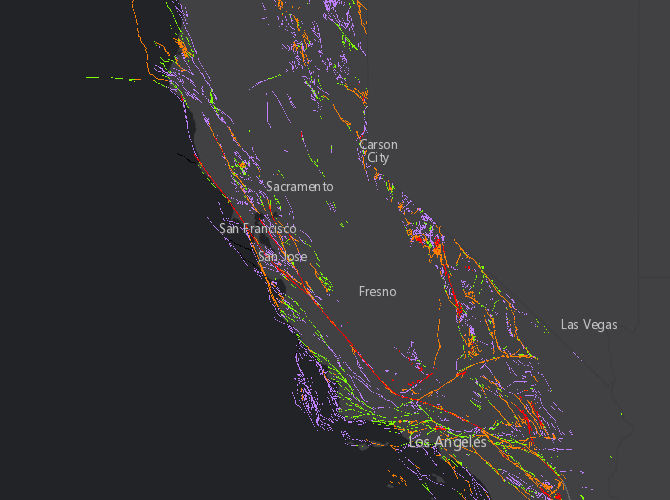 Carson
City
Sacramento
San Francisco
San Jose
Fresno
Las Vegas
Los Angeles